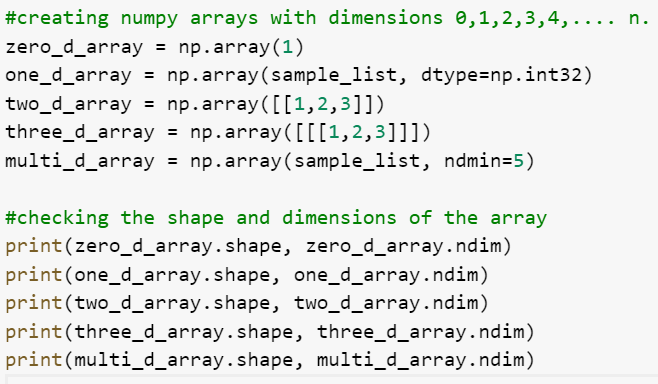 #creating numpy arrays with dimensions 0,1,2,3,4,.... n.
zero_d_array = np.array(1)
one_d_array = np.array(sample_list, dtype=np.int32)
two_d_array = np.array([[1,2,3]])
three_d_array = np.array([[[1,2,3]]])
multi_d_array = np.array(sample_list, ndmin=5)

#checking the shape and dimensions of the array
print(zero_d_array.shape, zero_d_array.ndim)
print(one_d_array.shape, one_d_array.ndim)
print(two_d_array.shape, two_d_array.ndim)
print(three_d_array.shape, three_d_array.ndim)
print(multi_d_array.shape, multi_d_array.ndim)